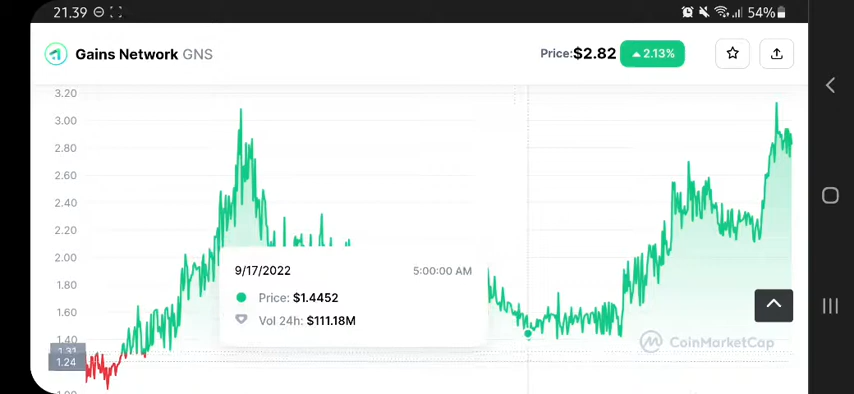 21.39 54%
Gains Network GNS Price:$2.82 2.13%
3.20
3.00
2.80
2.60
2.40
2.20
2.00
1.80
1.60
1.40
1.31
1.24
1.00
9/17/2022 5:00:00 AM
Price: $1.4452
Vol 24h: $111.18M
CoinMarketCap